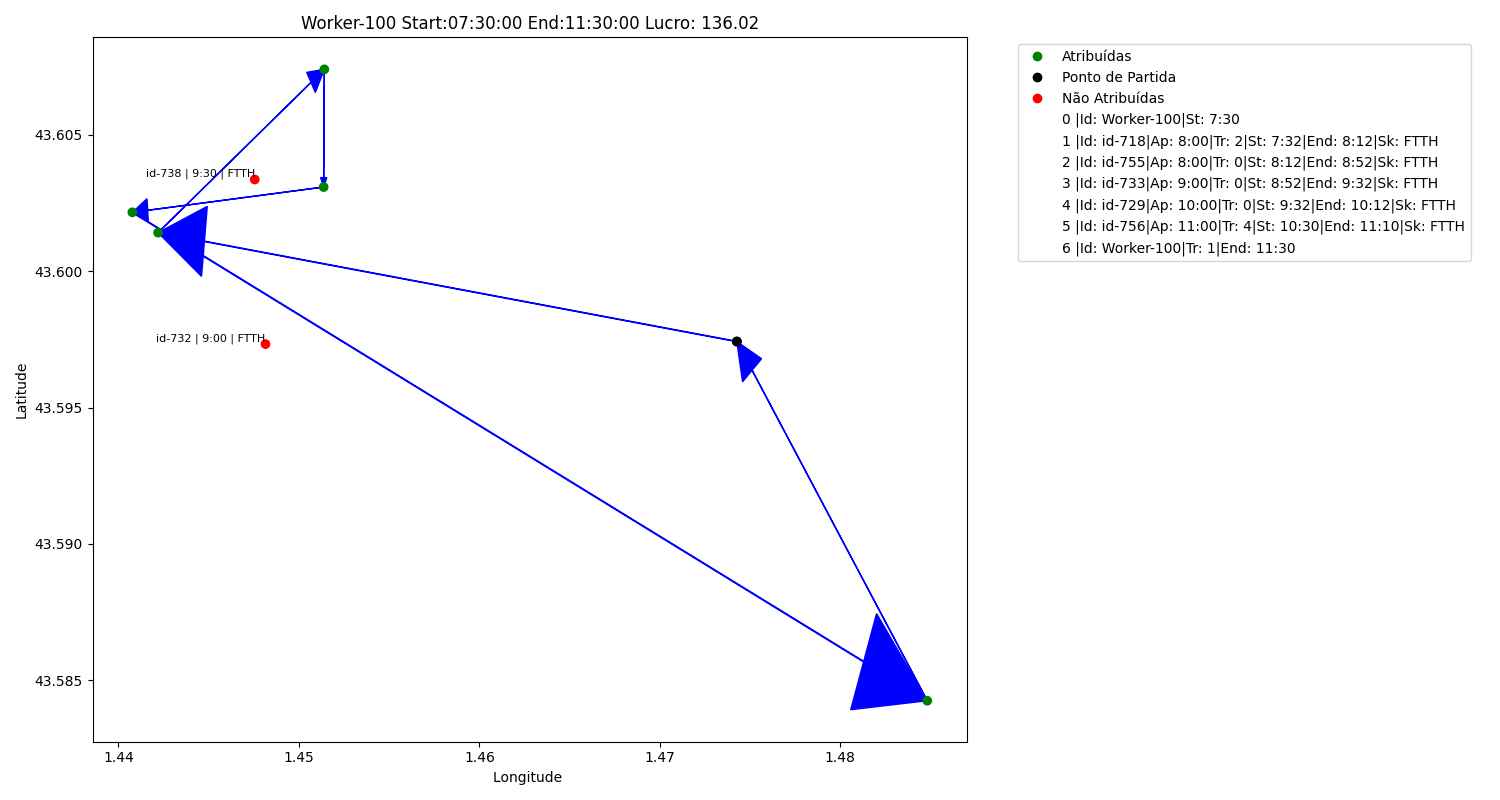 Worker-100 Start:07:30:00 End:11:30:00 Lucro: 136.02
Atribuídas
Ponto de Partida
Não Atribuídas
0 |Id: Worker-100|St: 7:30
1 |Id: id-718|Ap: 8:00|Tr: 2|St: 7:32|End: 8:12|Sk: FTTH
2 |Id: id-755|Ap: 8:00|Tr: 0|St: 8:12|End: 8:52|Sk: FTTH
3 |Id: id-733|Ap: 9:00|Tr: 0|St: 8:52|End: 9:32|Sk: FTTH
4 |Id: id-729|Ap: 10:00|Tr: 0|St: 9:32|End: 10:12|Sk: FTTH
5 |Id: id-756|Ap: 11:00|Tr: 4|St: 10:30|End: 11:10|Sk: FTTH
6 |Id: Worker-100|Tr: 1|End: 11:30
43.605
43.600
43.595
43.590
43.585
Latitude
id-738 | 9:30 | FTTH
id-732 | 9:00 | FTTH
1.44
1.45
1.46
1.47
1.48
Longitude